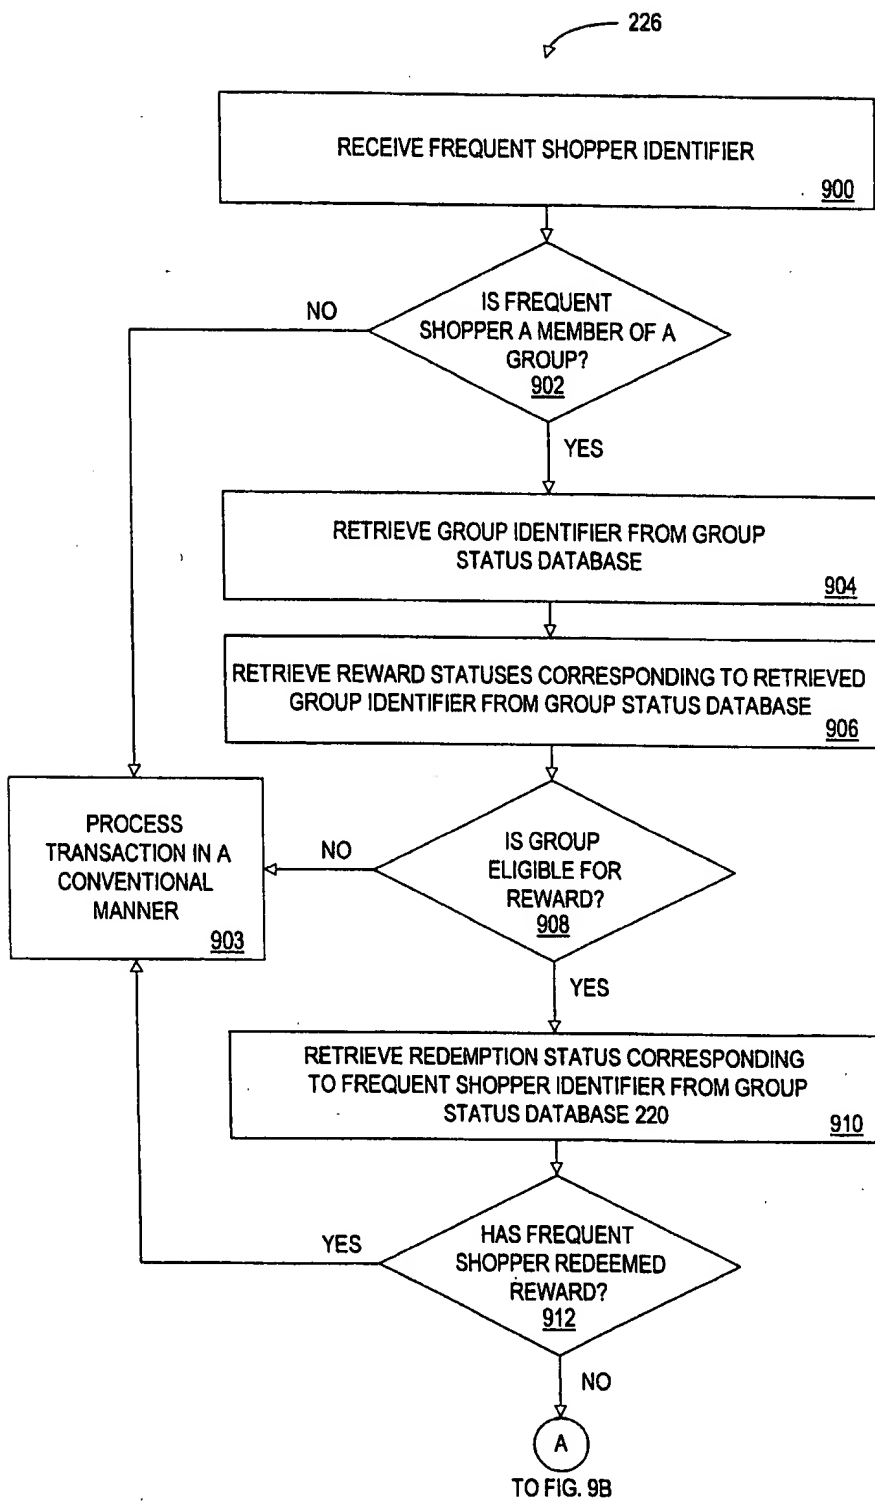 226
RECEIVE FREQUENT SHOPPER IDENTIFIER
900
NO
IS FREQUENT
SHOPPER A MEMBER OF A
GROUP?
902
YES
RETRIEVE GROUP IDENTIFIER FROM GROUP
STATUS DATABASE
904
RETRIEVE REWARD STATUSES CORRESPONDING TO RETRIEVED
GROUP IDENTIFIER FROM GROUP STATUS DATABASE
906
PROCESS
TRANSACTION IN A
CONVENTIONAL
MANNER
903
NO
IS GROUP
ELIGIBLE FOR
REWARD?
908
YES
RETRIEVE REDEMPTION STATUS CORRESPONDING
TO FREQUENT SHOPPER IDENTIFIER FROM GROUP
STATUS DATABASE 220
910
YES
HAS FREQUENT
SHOPPER REDEEMED
REWARD?
912
NO
A
TO FIG. 9B